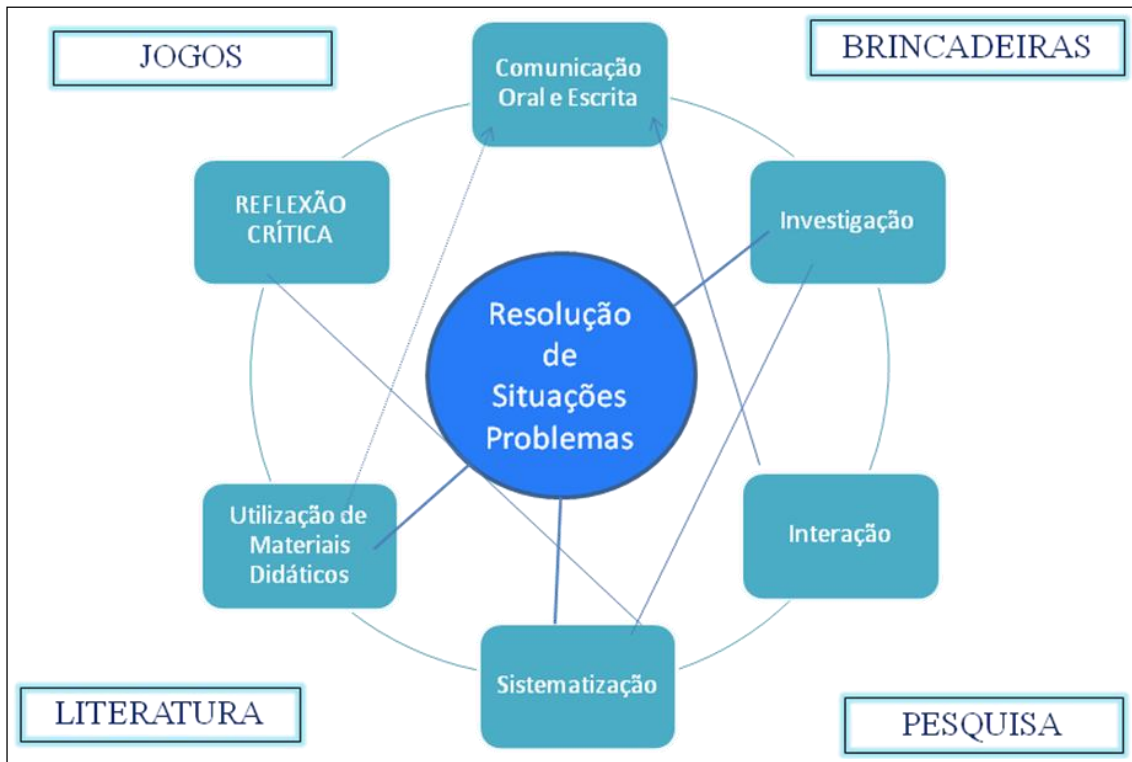 JOGOS
BRINCADEIRAS
Comunicação
Oral e Escrita
REFLEXÃO
CRÍTICA
Investigação
Resolução
de
Situações
Problemas
Utilização de
Materiais
Didáticos
Interação
Sistematização
LITERATURA
PESQUISA